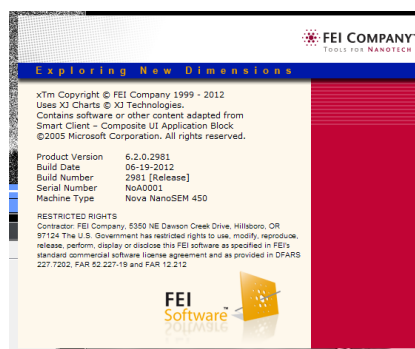 FEI COMPANY™
TOOLS FOR NANOTECH
Exploring New Dimensions
xTm Copyright © FEI Company 1999 - 2012
Uses XJ Charts © XJ Technologies.
Contains software or other content adapted from
Smart Client – Composite UI Application Block
©2005 Microsoft Corporation. All rights reserved.
Product Version 6.2.0.2981
Build Date 06-19-2012
Build Number 2981 [Release]
Serial Number NoA0001
Machine Type Nova NanoSEM 450
RESTRICTED RIGHTS
Contractor: FEI Company, 5350 NE Dawson Creek Drive, Hillsboro, OR
97124 The U.S. Government has restricted rights to use, modify, reproduce,
release, perform, display or disclose this FEI software as specified in FEI's
standard commercial software license agreement and as provided in DFARS
227.7202, FAR 52.227-19 and FAR 12.212
FEI
Software™